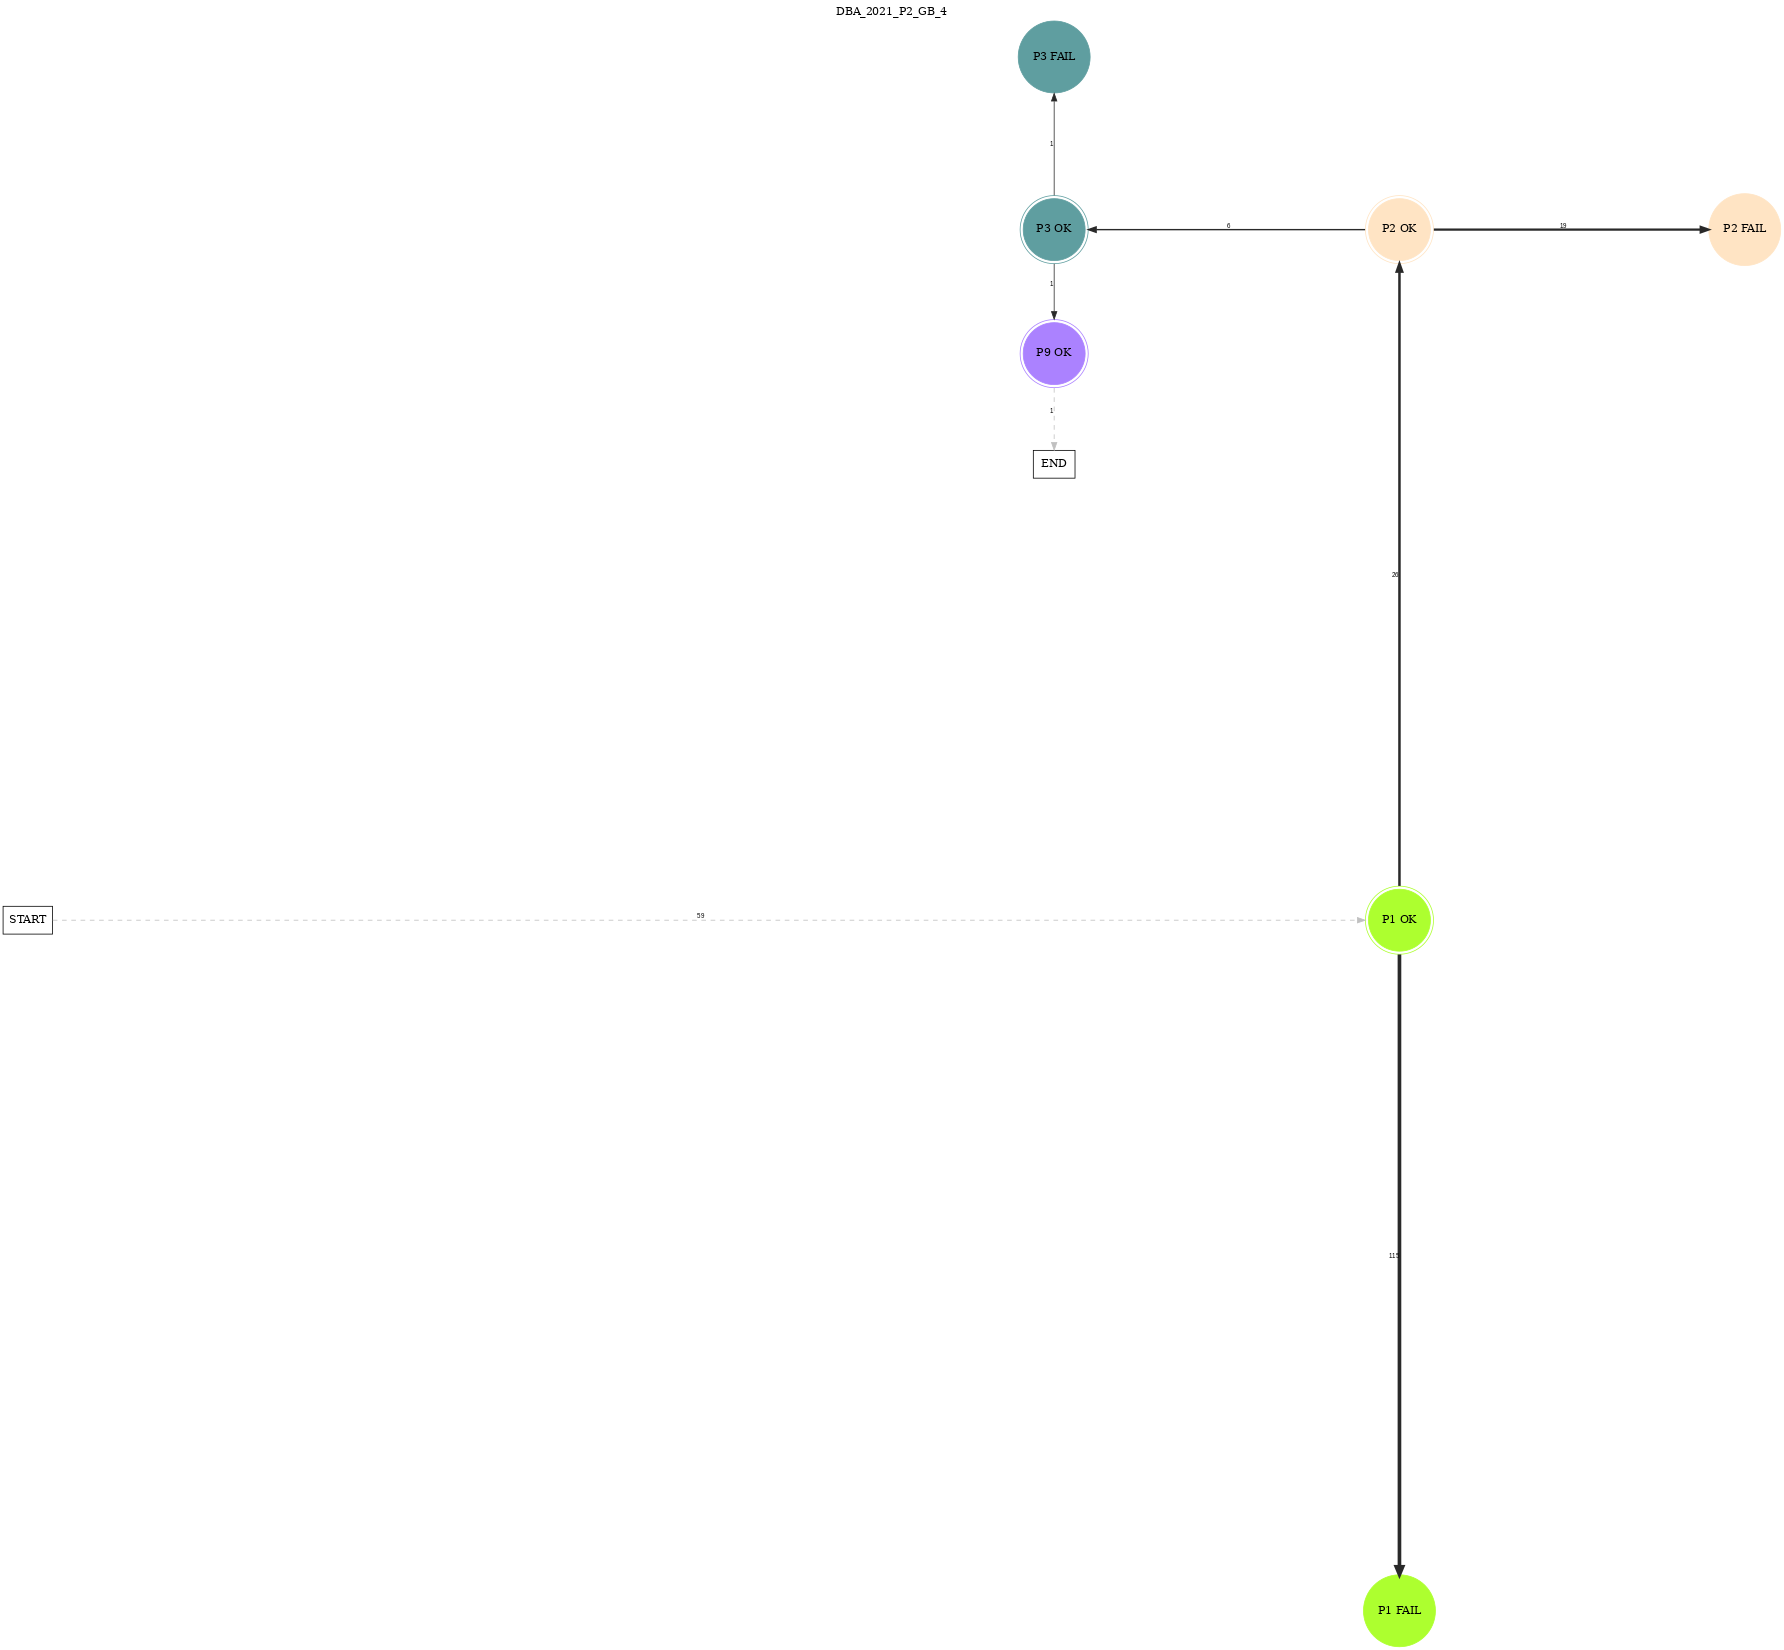 DBA_2021_P2_GB_4
P3 FAIL
1
P3 OK
6
P2 OK
19
P2 FAIL
1
P9 OK
1
END
26
START
59
P1 OK
115
P1 FAIL